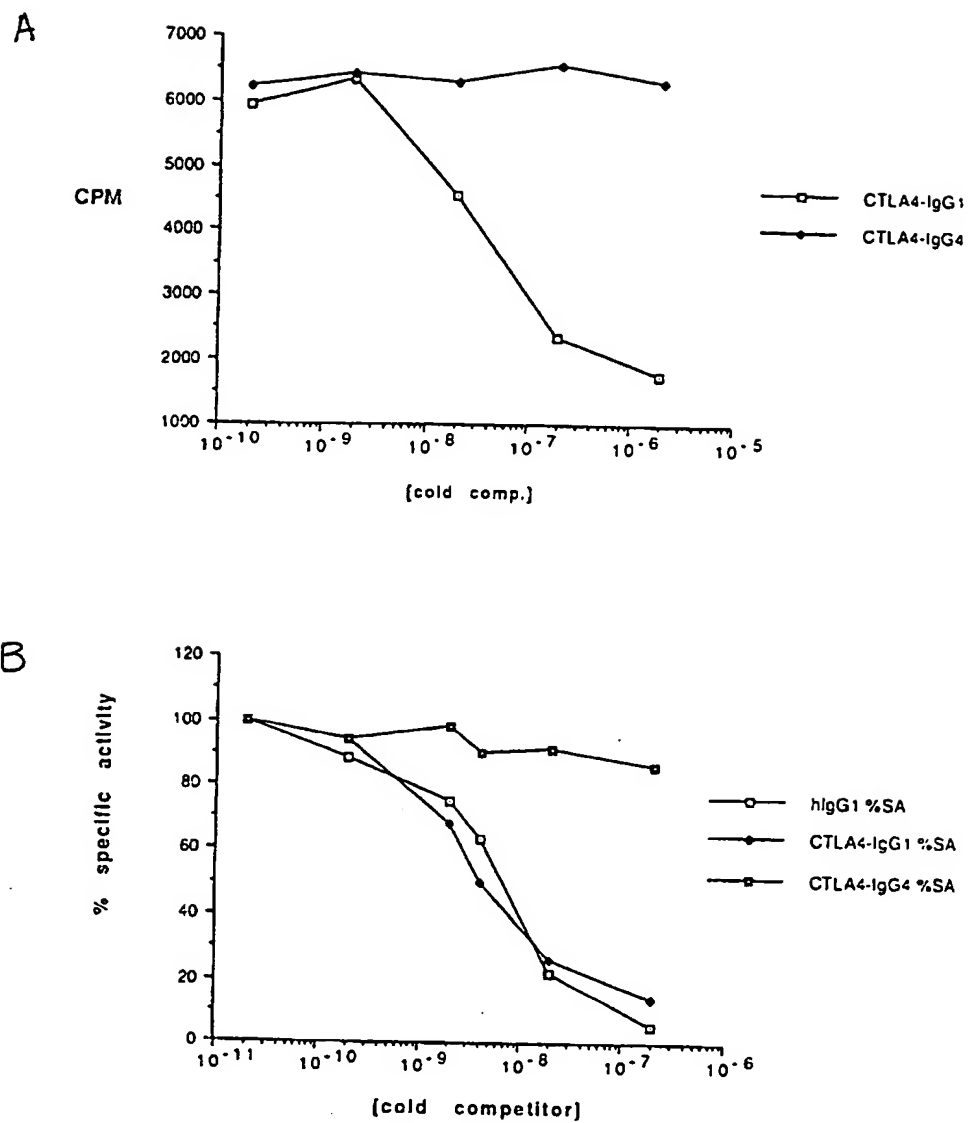 A
7000
6000
5000
4000
3000
2000
1000
CPM
10-10
10-9
10-8
10-7
10-6
10-5
[cold comp.]
CTLA4-IgG1
CTLA4-IgG4
B
120
100
80
60
40
20
0
% specific activity
10-11
10-10
10-9
10-8
10-7
10-6
[cold competitor]
hIgG1 %SA
CTLA4-IgG1 %SA
CTLA4-IgG4 %SA